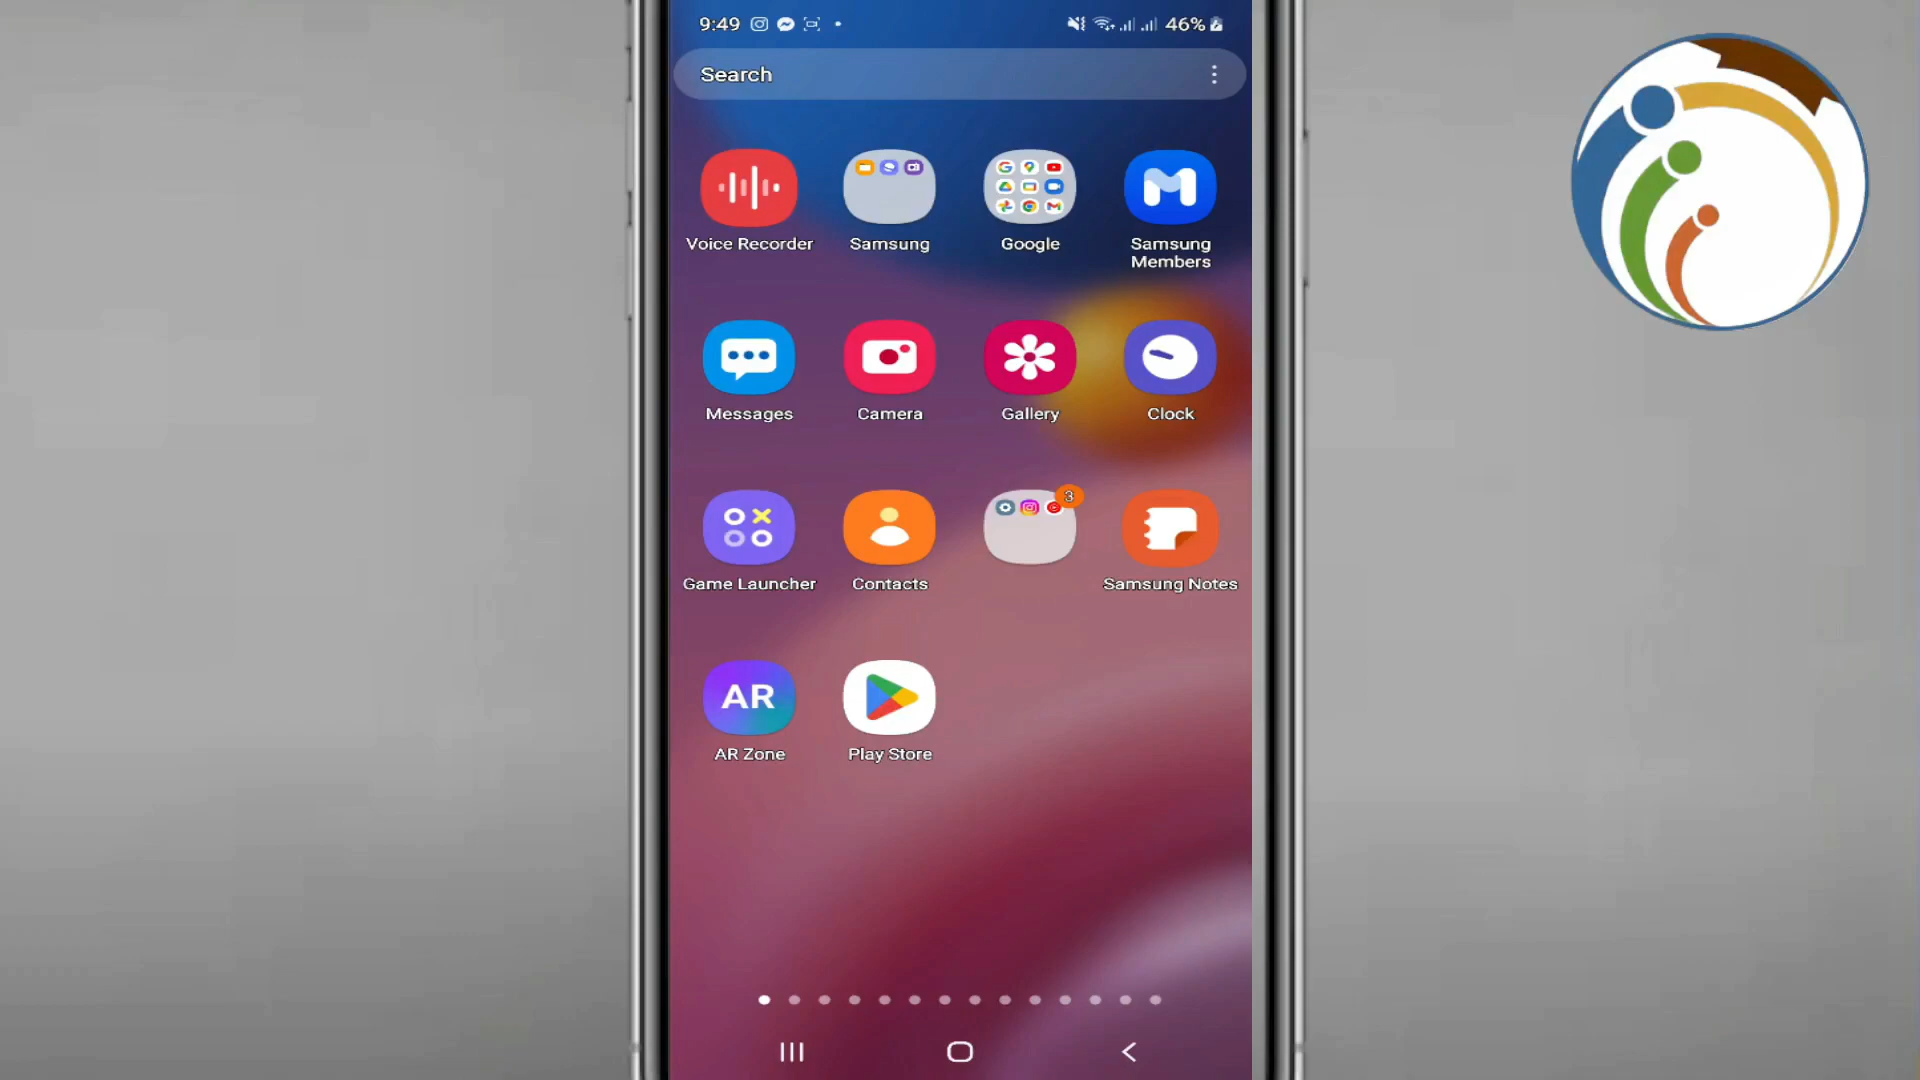 9:49
46%
Search
Voice Recorder
Samsung
Google
Samsung
Members
Messages
Camera
Gallery
Clock
3
Game Launcher
Contacts
Samsung Notes
AR
AR Zone
Play Store